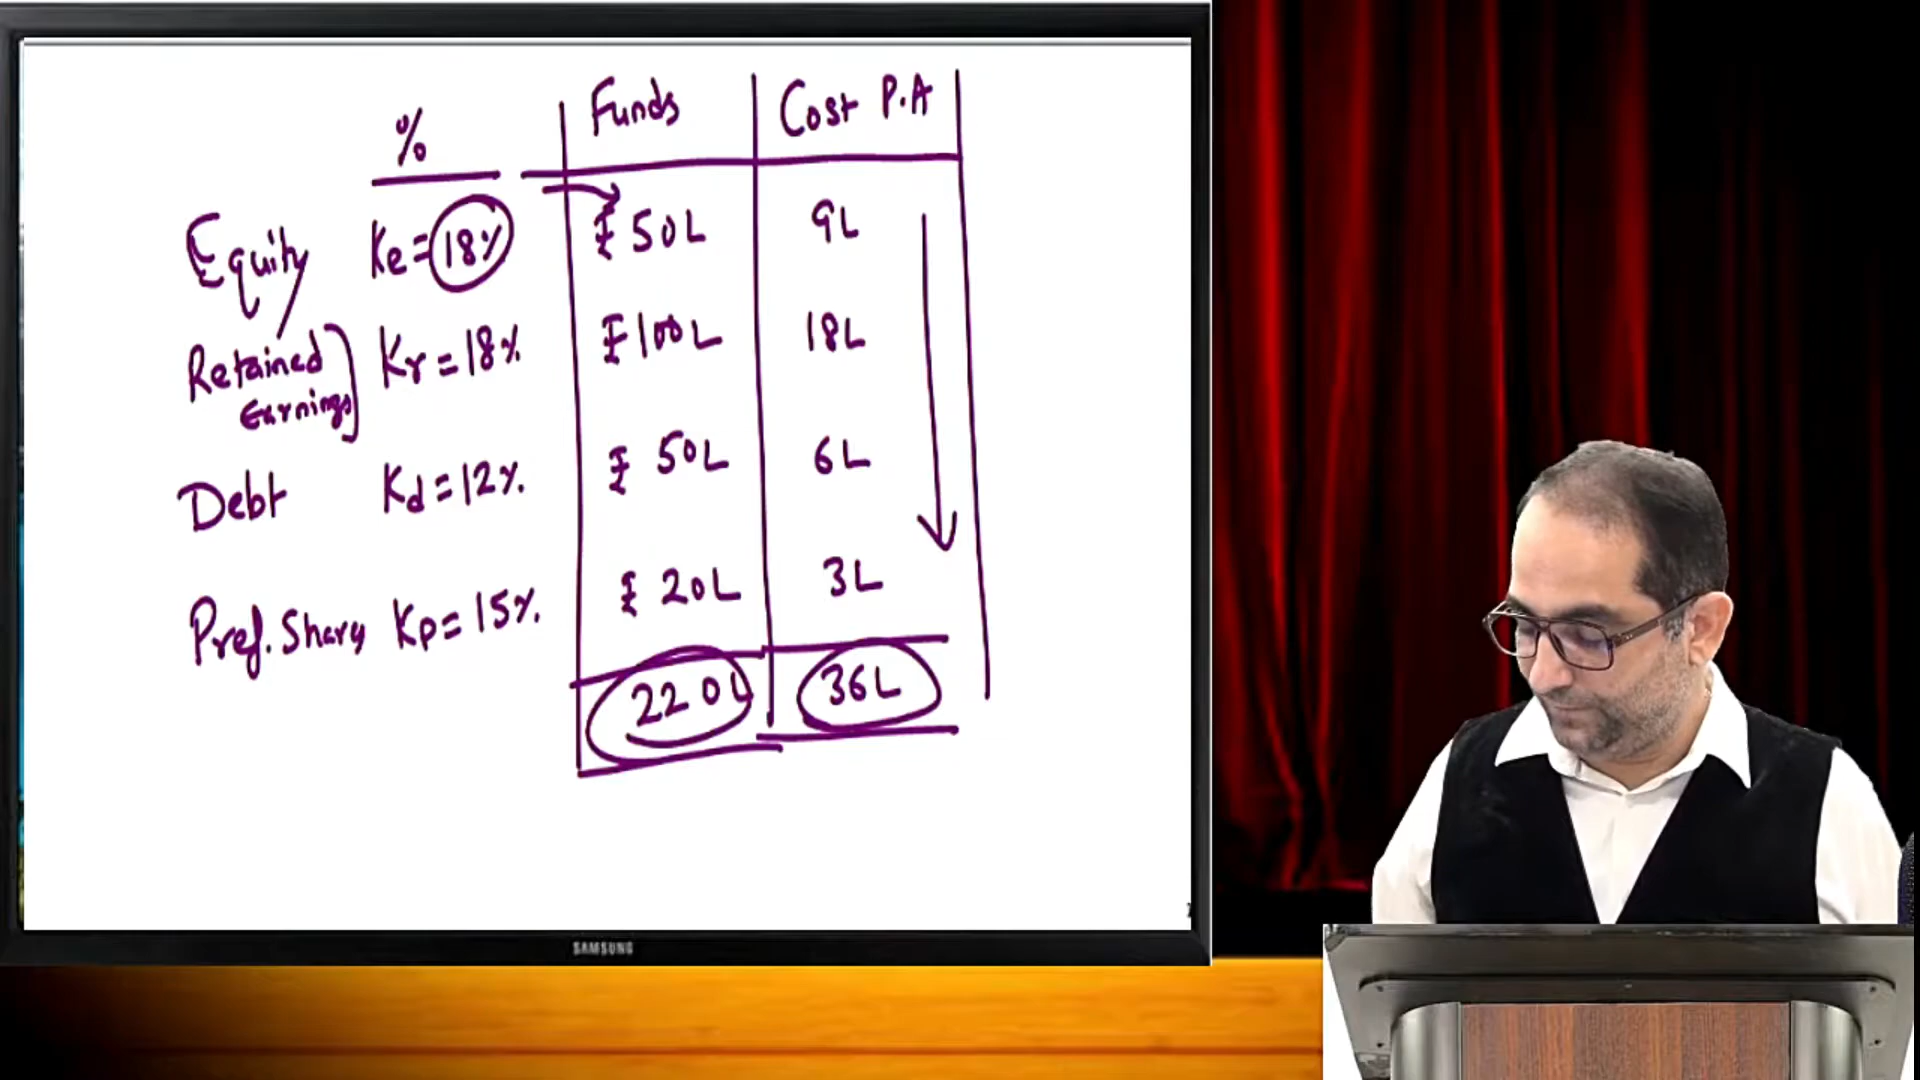 % Funds Cost P.A
Equity Ke = 18% ₹ 50L 9L
Retained Earnings Kr = 18% ₹ 100L 18L
Debt Kd = 12% ₹ 50L 6L
Pref. Shares Kp = 15% ₹ 20L 3L
220L 36L
SAMSUNG